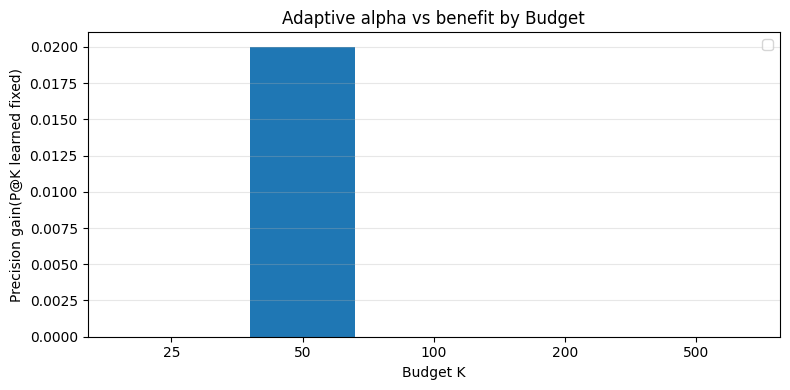 Adaptive alpha vs benefit by Budget
Precision gain(P@K learned fixed)
0.0200
0.0175
0.0150
0.0125
0.0100
0.0075
0.0050
0.0025
0.0000
25 50 100 200 500
Budget K